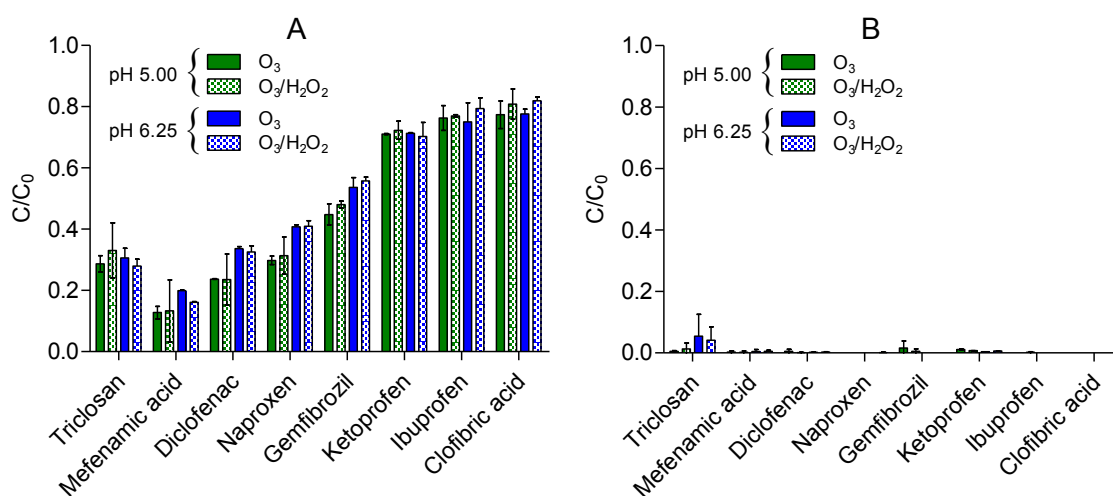 A
1.0
0.8
0.6
0.4
0.2
0.0
C/C0
pH 5.00 { O3
O3/H2O2
pH 6.25 { O3
O3/H2O2
Triclosan
Mefenamic acid
Diclofenac
Naproxen
Gemfibrozil
Ketoprofen
Ibuprofen
Clofibric acid
B
1.0
0.8
0.6
0.4
0.2
0.0
C/C0
pH 5.00 { O3
O3/H2O2
pH 6.25 { O3
O3/H2O2
Triclosan
Mefenamic acid
Diclofenac
Naproxen
Gemfibrozil
Ketoprofen
Ibuprofen
Clofibric acid